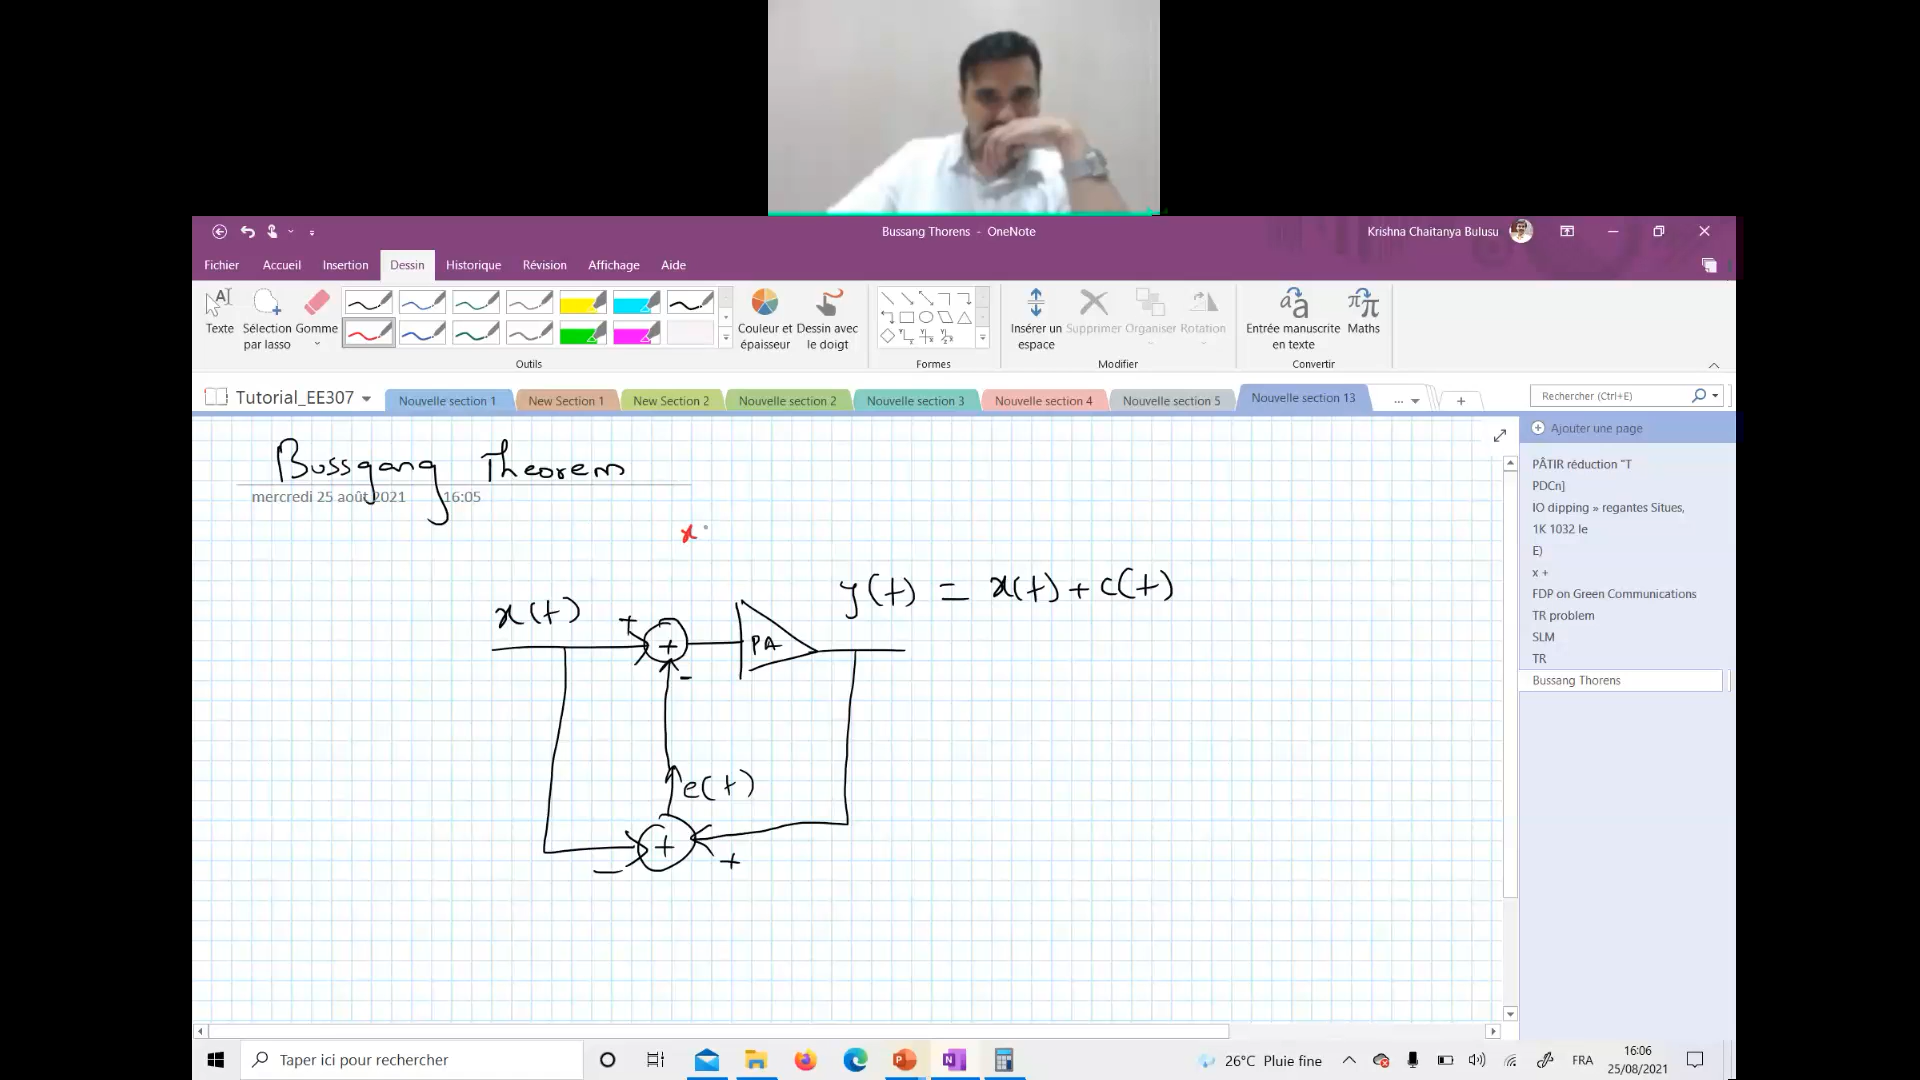 Bussang Thorens - OneNote
Krishna Chaitanya Bulusu
Fichier Accueil Insertion Dessin Historique Révision Affichage Aide
Texte
Sélection par lasso
Gomme
Couleur et épaisseur
Dessin avec le doigt
Insérer un espace
Supprimer
Organiser
Rotation
Entrée manuscrite en texte
Maths
Outils
Formes
Modifier
Convertir
Tutorial_EE307
Nouvelle section 1
New Section 1
New Section 2
Nouvelle section 2
Nouvelle section 3
Nouvelle section 4
Nouvelle section 5
Nouvelle section 13
...
Rechercher (Ctrl+E)
Bussgang Theorem
mercredi 25 août 2021 16:05
x
y(t) = x(t) + c(t)
x(t)
+
+
PA
-
e(t)
+
-
+
Ajouter une page
PÂTIR réduction "T
PDCn]
IO dipping » regantes Situes,
1K 1032 le
E)
x +
FDP on Green Communications
TR problem
SLM
TR
Bussang Thorens
Taper ici pour rechercher
26°C Pluie fine
FRA
16:06
25/08/2021